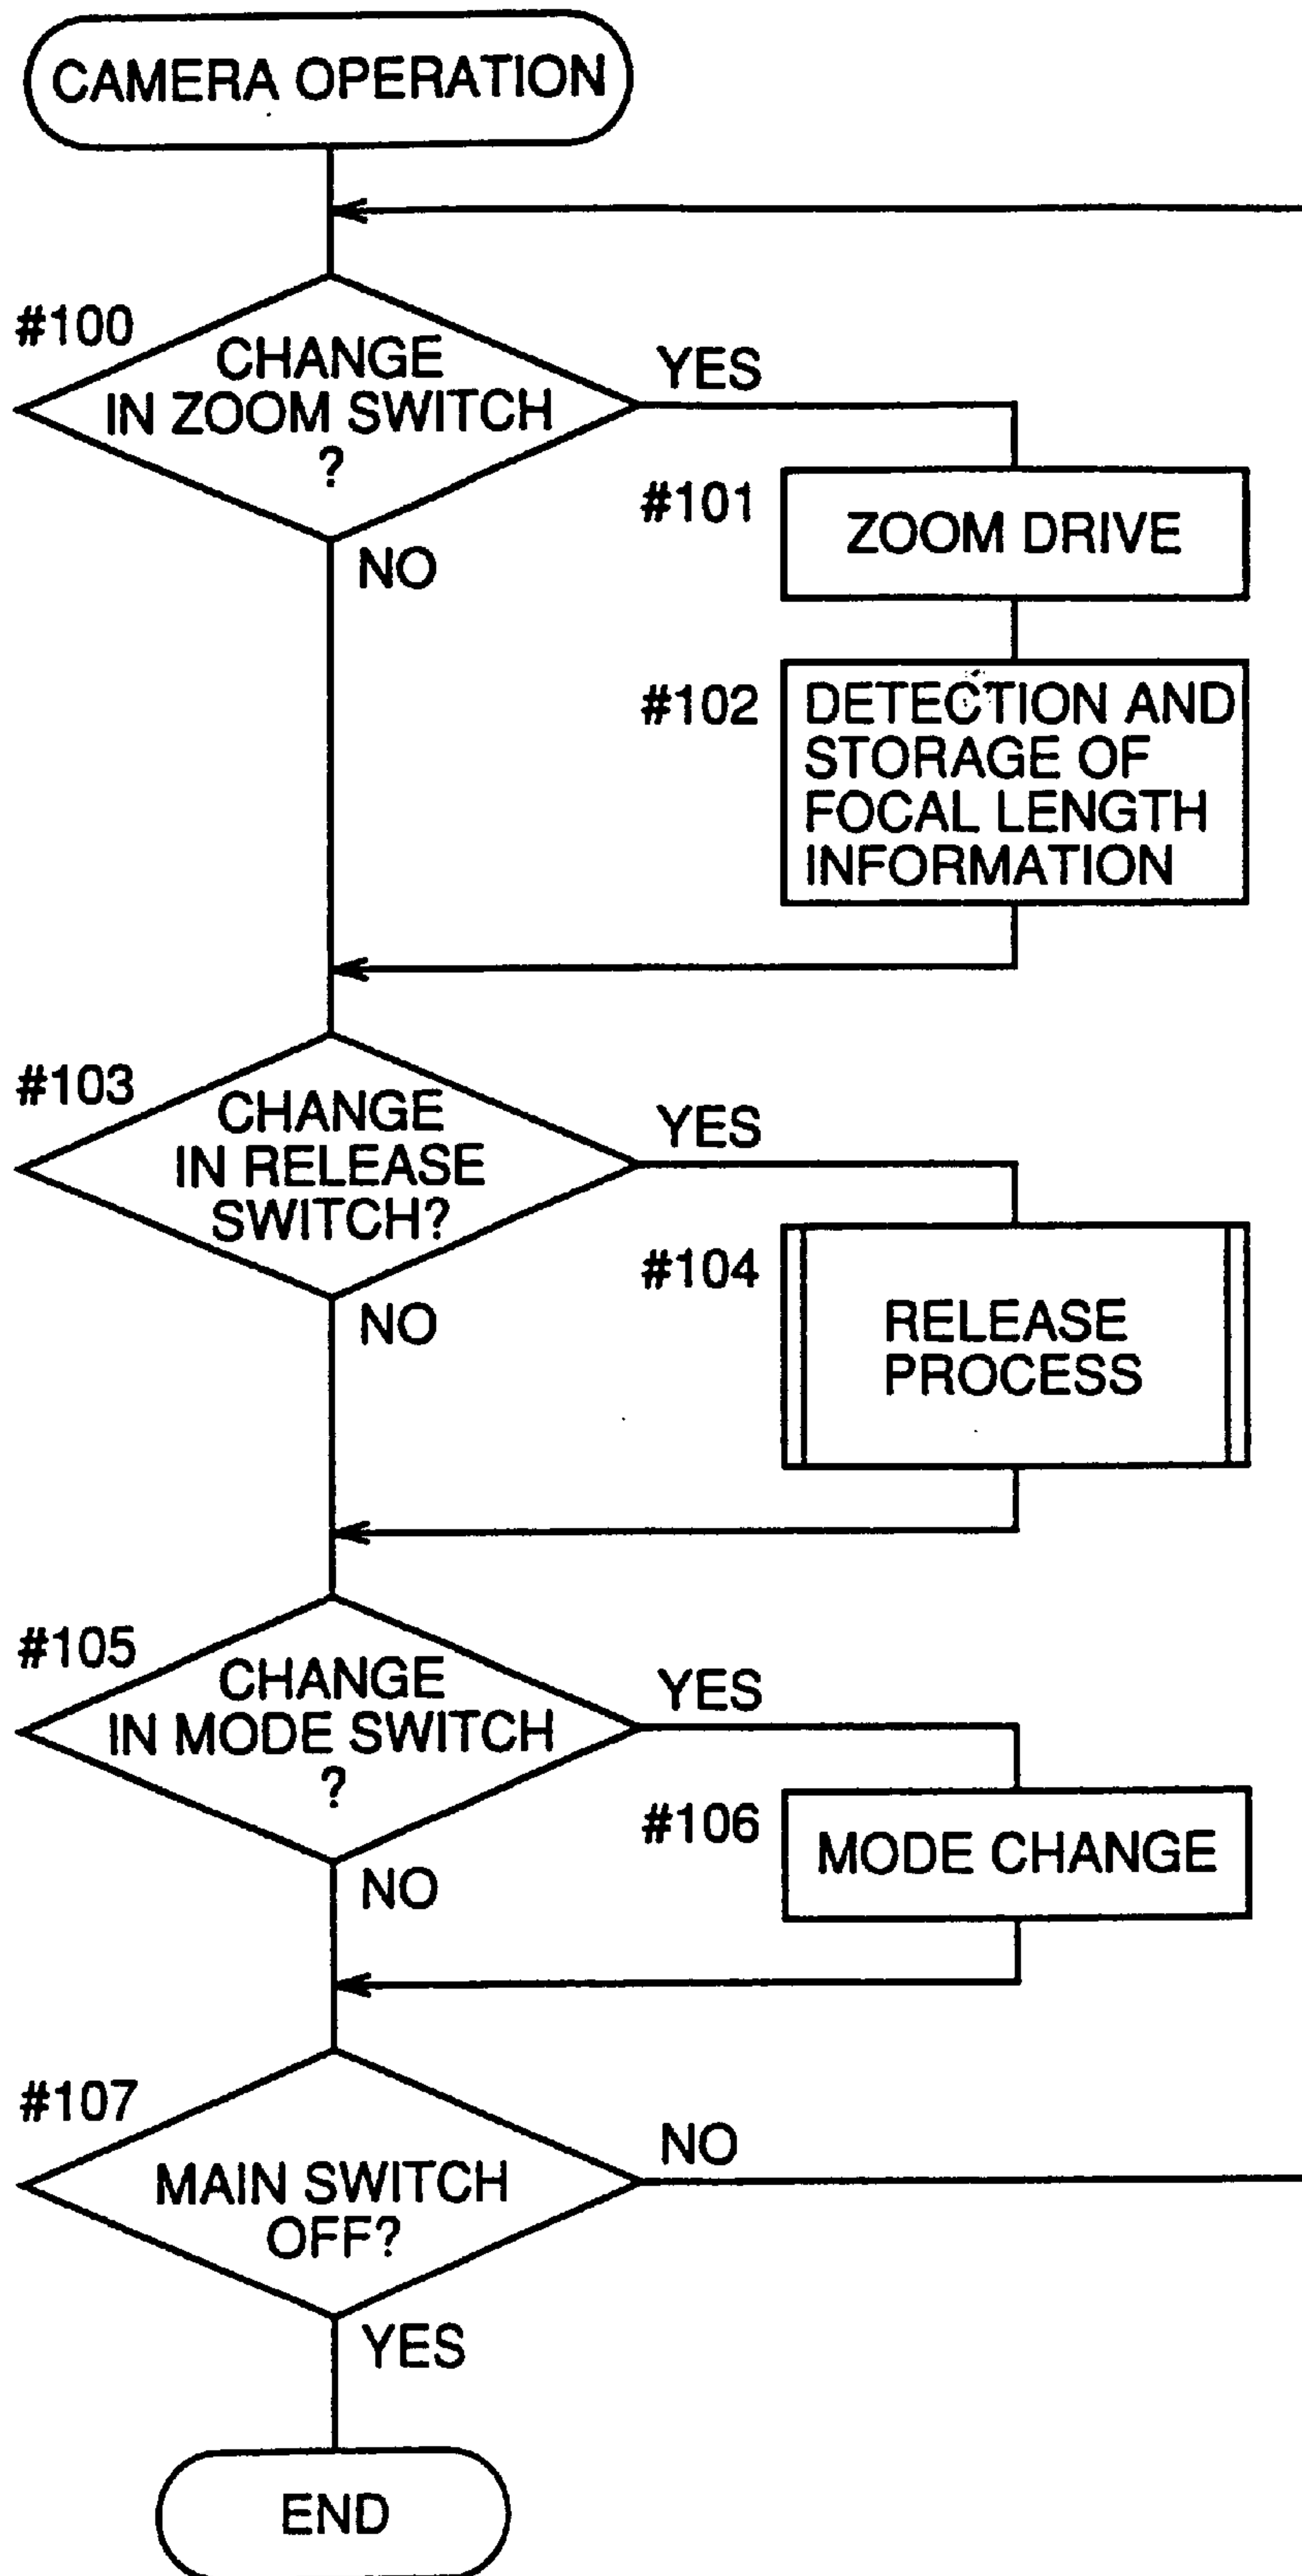 CAMERA OPERATION
#100
CHANGE
IN ZOOM SWITCH
?
YES
NO
#101
ZOOM DRIVE
#102
DETECTION AND
STORAGE OF
FOCAL LENGTH
INFORMATION
#103
CHANGE
IN RELEASE
SWITCH?
YES
NO
#104
RELEASE
PROCESS
#105
CHANGE
IN MODE SWITCH
?
YES
NO
#106
MODE CHANGE
#107
MAIN SWITCH
OFF?
NO
YES
END